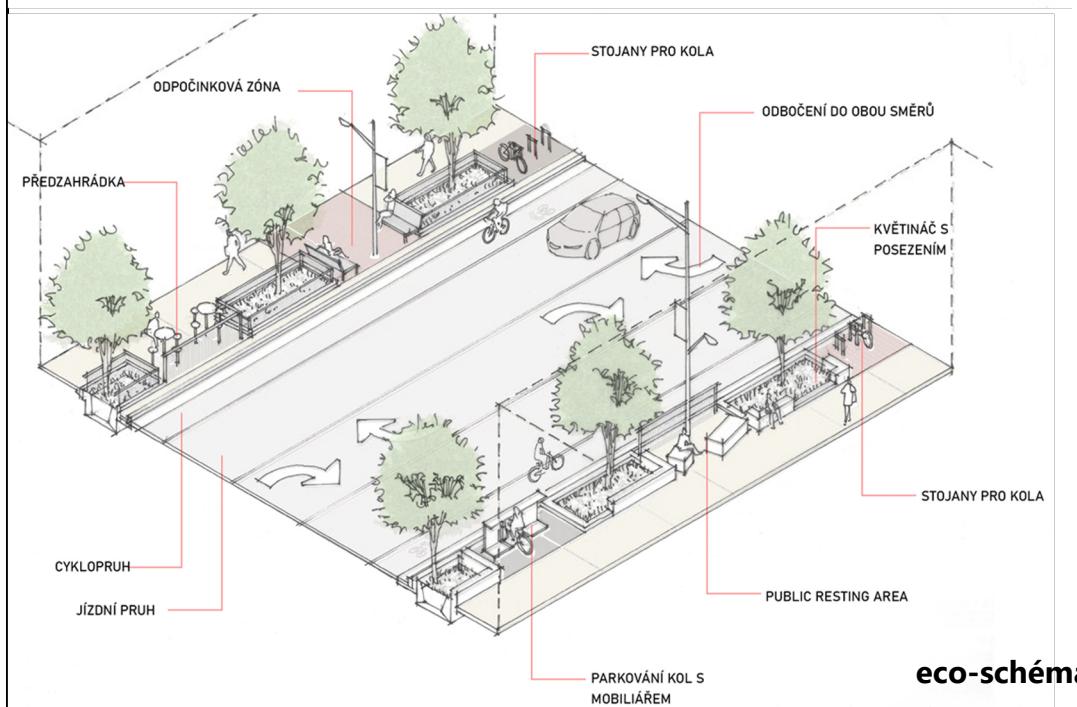 STOJANY PRO KOLA
ODPOČINKOVÁ ZÓNA
ODBOČENÍ DO OBOU SMĚRŮ
PŘEDZAHRÁDKA
KVĚTINÁČ S
POSEZENÍM
STOJANY PRO KOLA
CYKLOPRUH
PUBLIC RESTING AREA
JÍZDNÍ PRUH
PARKOVÁNÍ KOL S
MOBILIÁŘEM
eco-schéma